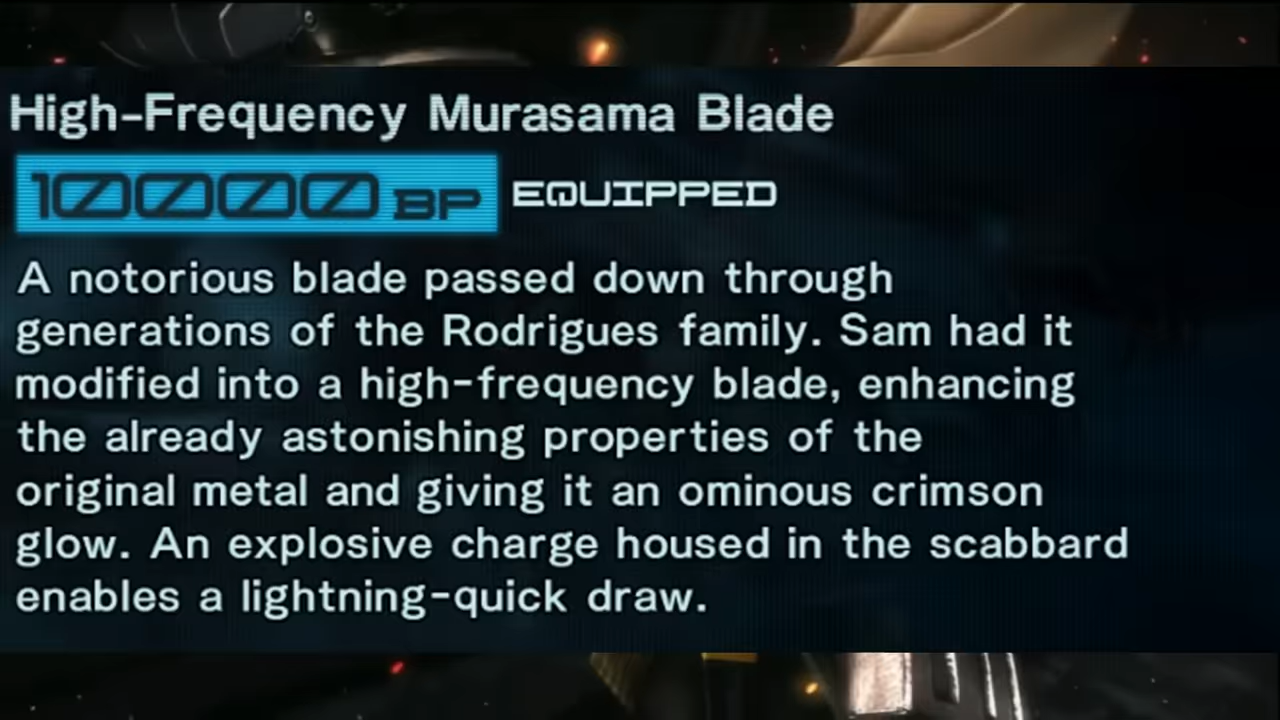 High-Frequency Murasama Blade
10000 BP EQUIPPED
A notorious blade passed down through
generations of the Rodrigues family. Sam had it
modified into a high-frequency blade, enhancing
the already astonishing properties of the
original metal and giving it an ominous crimson
glow. An explosive charge housed in the scabbard
enables a lightning-quick draw.